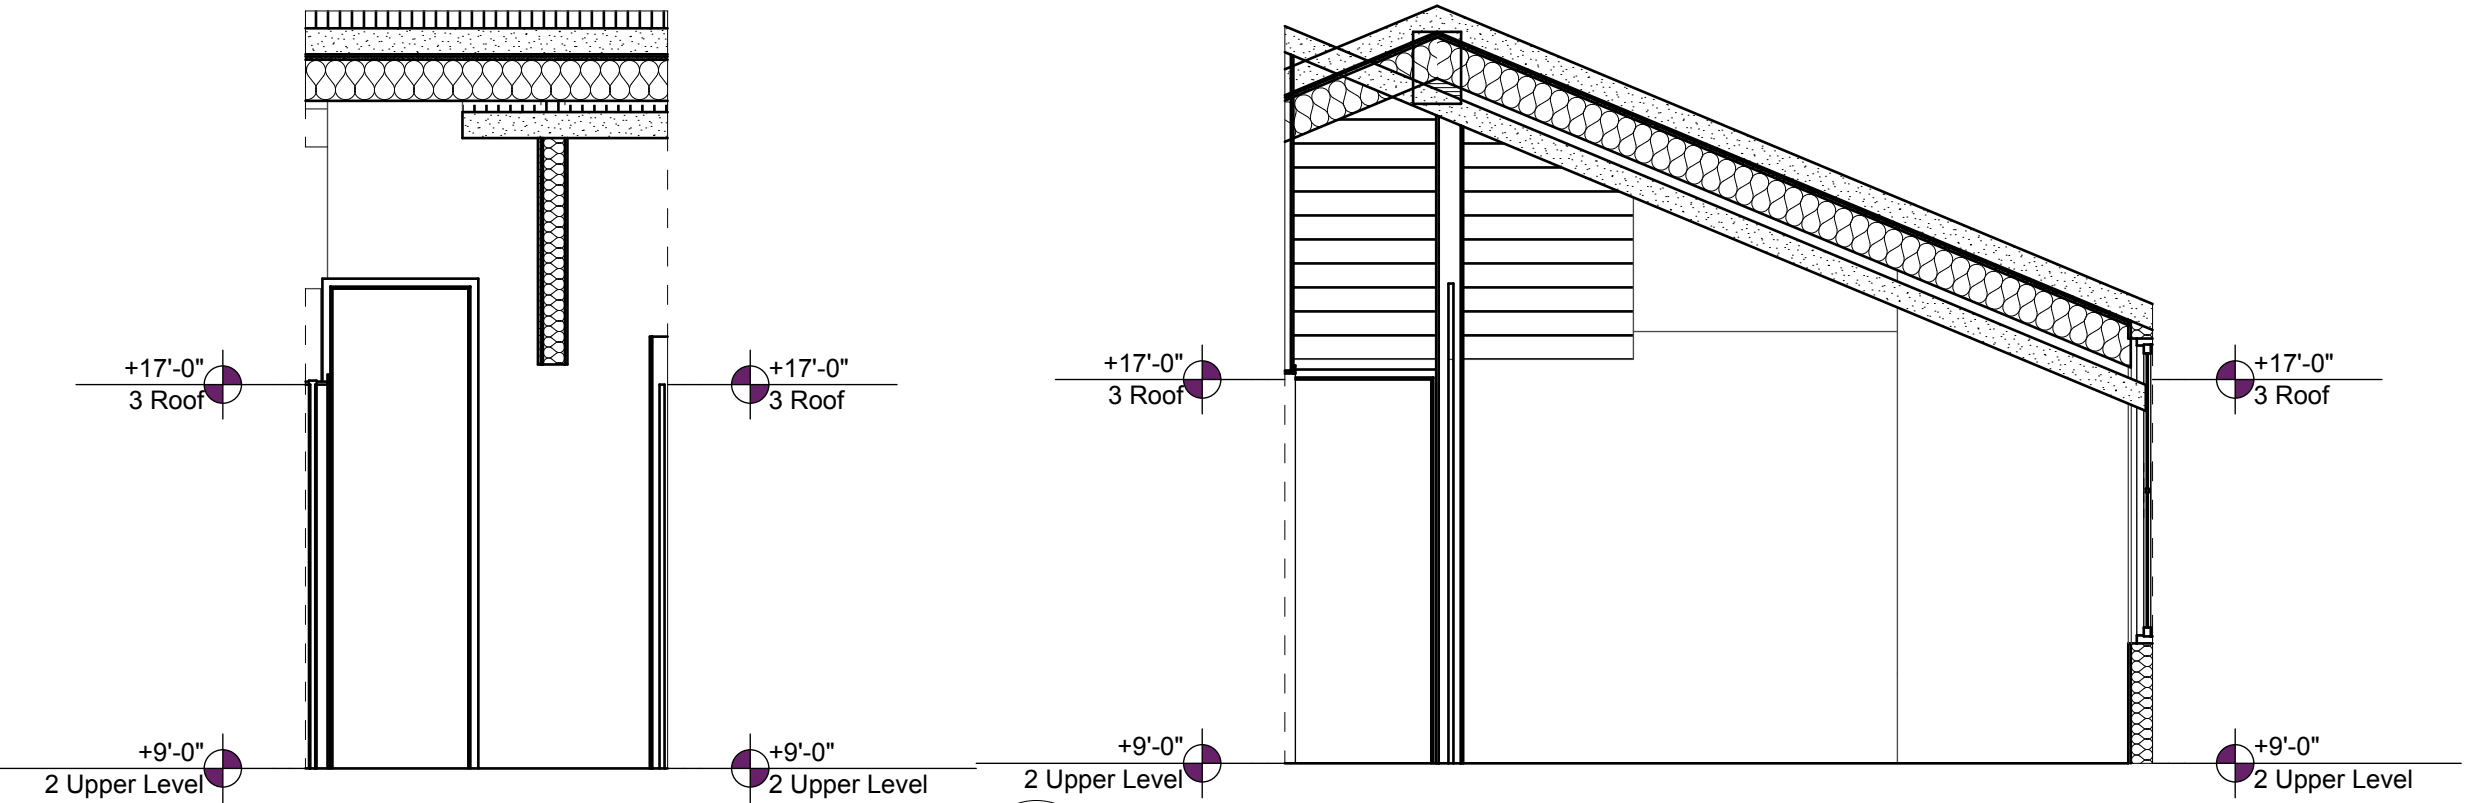 +17'-0"
3 Roof
+17'-0"
3 Roof
+17'-0"
3 Roof
+17'-0"
3 Roof
+9'-0"
2 Upper Level
+9'-0"
2 Upper Level
+9'-0"
2 Upper Level
+9'-0"
2 Upper Level